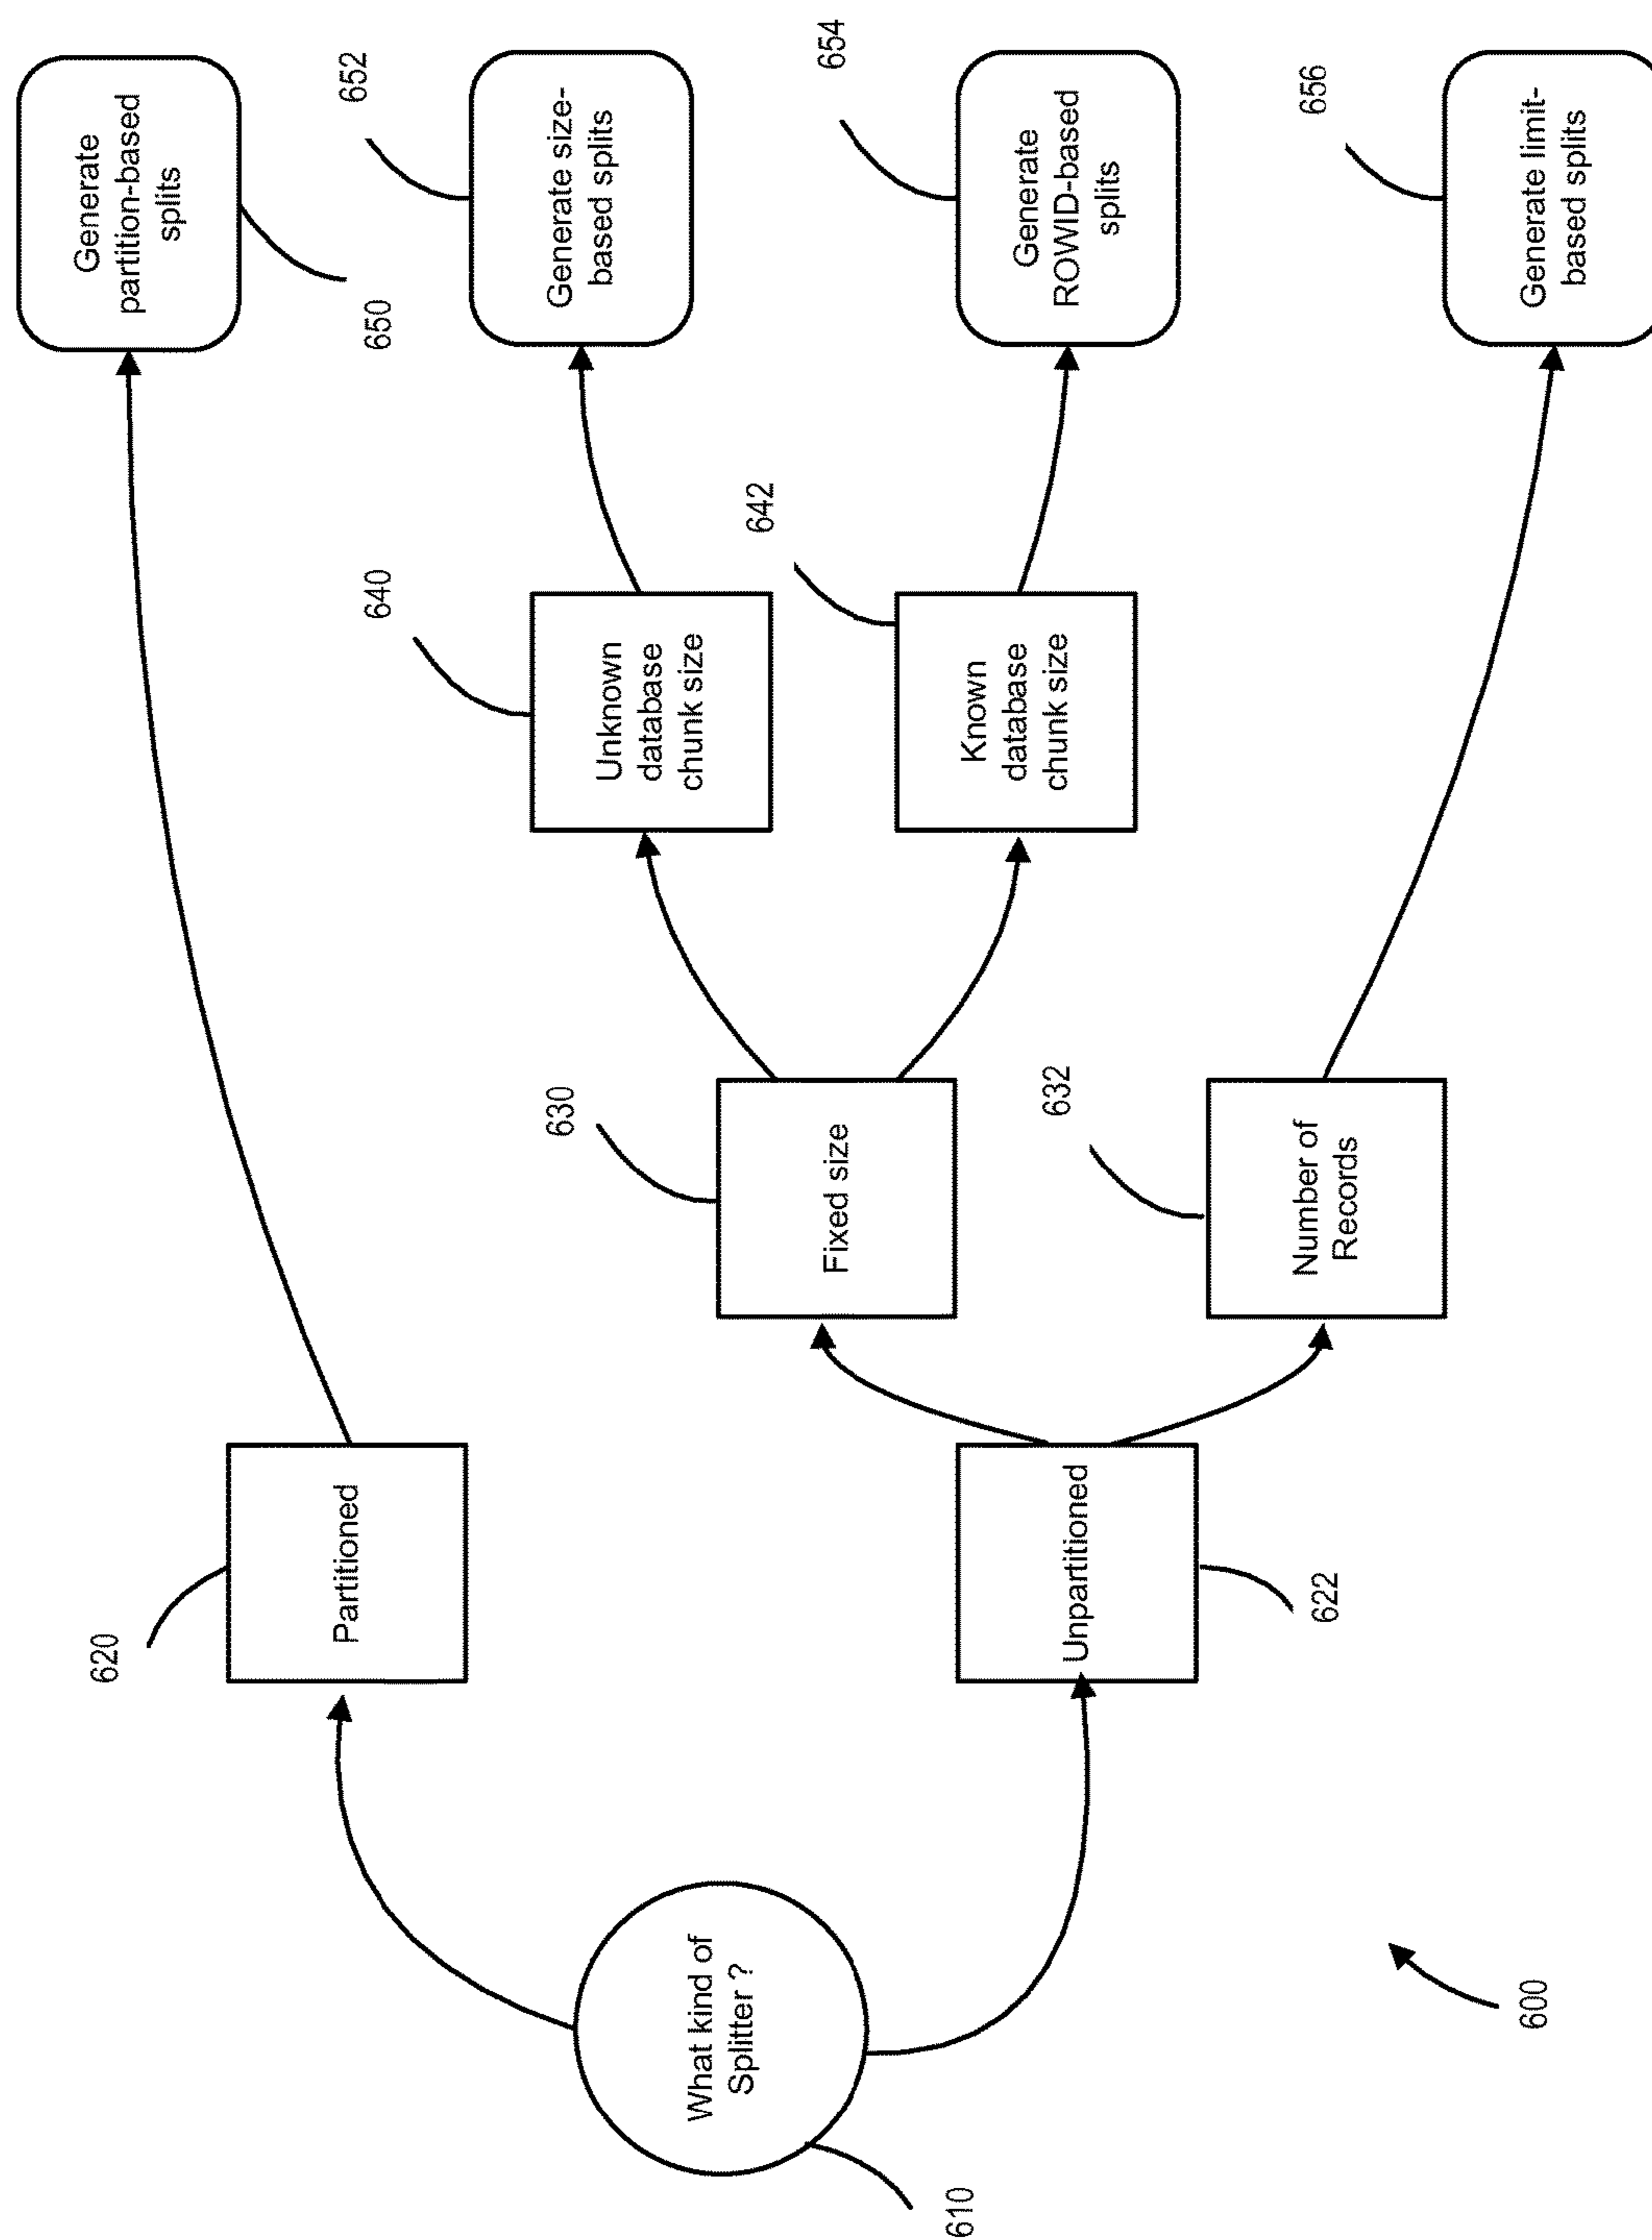 What kind of
Splitter ?
610
Partitioned
620
Unpartitioned
622
Fixed size
630
Number of
Records
632
Unknown
database
chunk size
640
Known
database
chunk size
642
Generate
partition-based
splits
650
Generate size-
based splits
652
Generate
ROWID-based
splits
654
Generate limit-
based splits
656
600